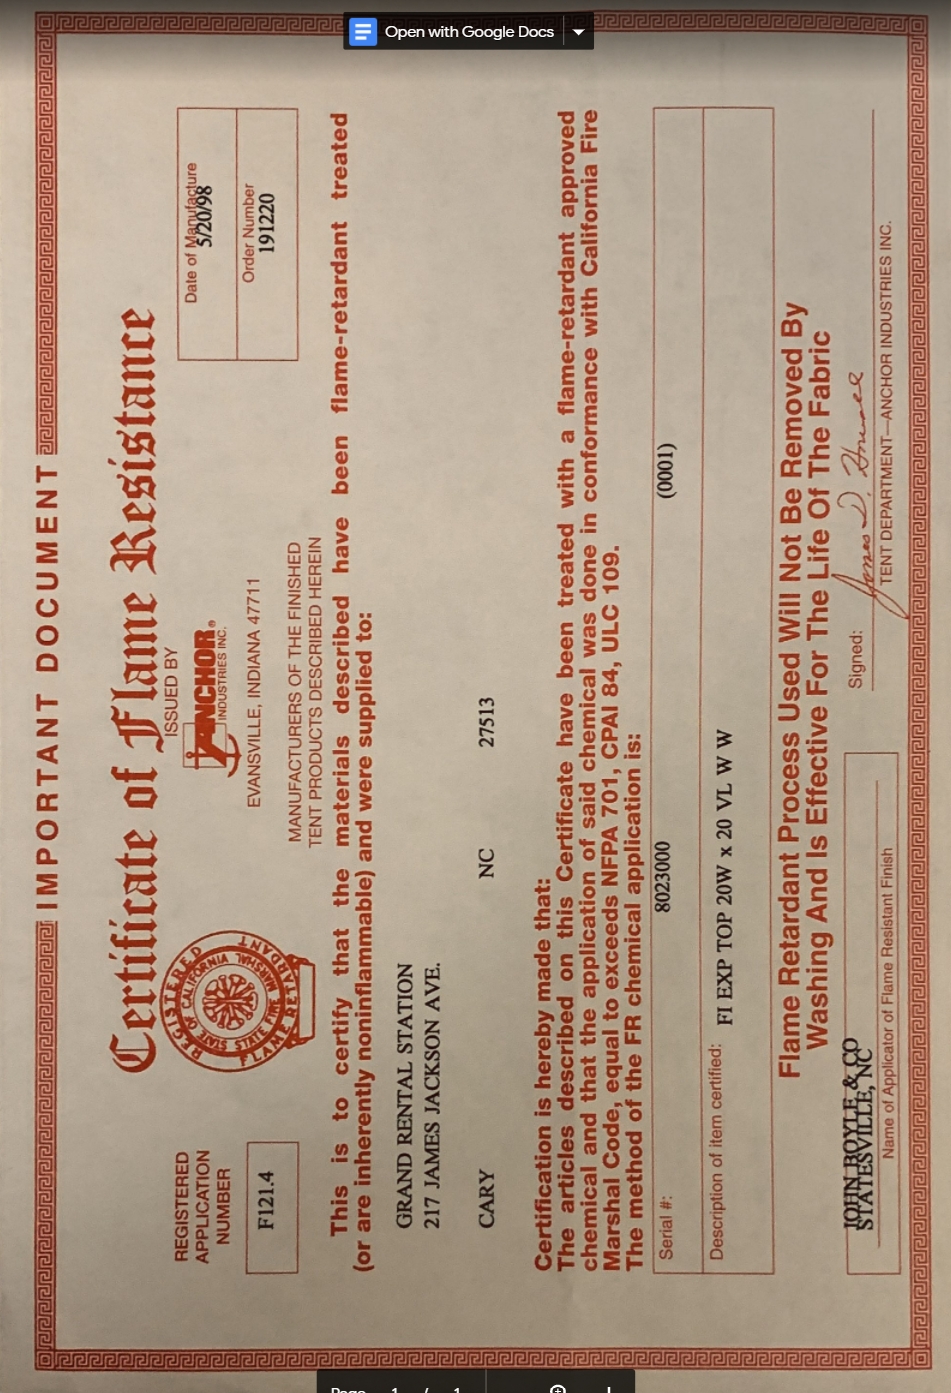 Open with Google Docs
IMPORTANT DOCUMENT
Certificate of Flame Resistance
REGISTERED
APPLICATION
NUMBER
F121.4
REGISTERED
STATE OF CALIFORNIA
STATE FIRE MARSHAL
FLAME RETARDANT
ISSUED BY
ANCHOR®
INDUSTRIES INC.
EVANSVILLE, INDIANA 47711
MANUFACTURERS OF THE FINISHED
TENT PRODUCTS DESCRIBED HEREIN
Date of Manufacture
5/20/98
Order Number
191220
This is to certify that the materials described have been flame-retardant treated
(or are inherently noninflammable) and were supplied to:
GRAND RENTAL STATION
217 JAMES JACKSON AVE.
CARY NC 27513
Certification is hereby made that:
The articles described on this Certificate have been treated with a flame-retardant approved
chemical and that the application of said chemical was done in conformance with California Fire
Marshal Code, equal to exceeds NFPA 701, CPAI 84, ULC 109.
The method of the FR chemical application is:
Serial #: 8023000 (0001)
Description of item certified: FI EXP TOP 20W x 20 VL W W
Flame Retardant Process Used Will Not Be Removed By
Washing And Is Effective For The Life Of The Fabric
JOHN BOYLE & CO
STATESVILLE, NC
Name of Applicator of Flame Resistant Finish
Signed: James D.
TENT DEPARTMENT—ANCHOR INDUSTRIES INC.
Page 1 / 1